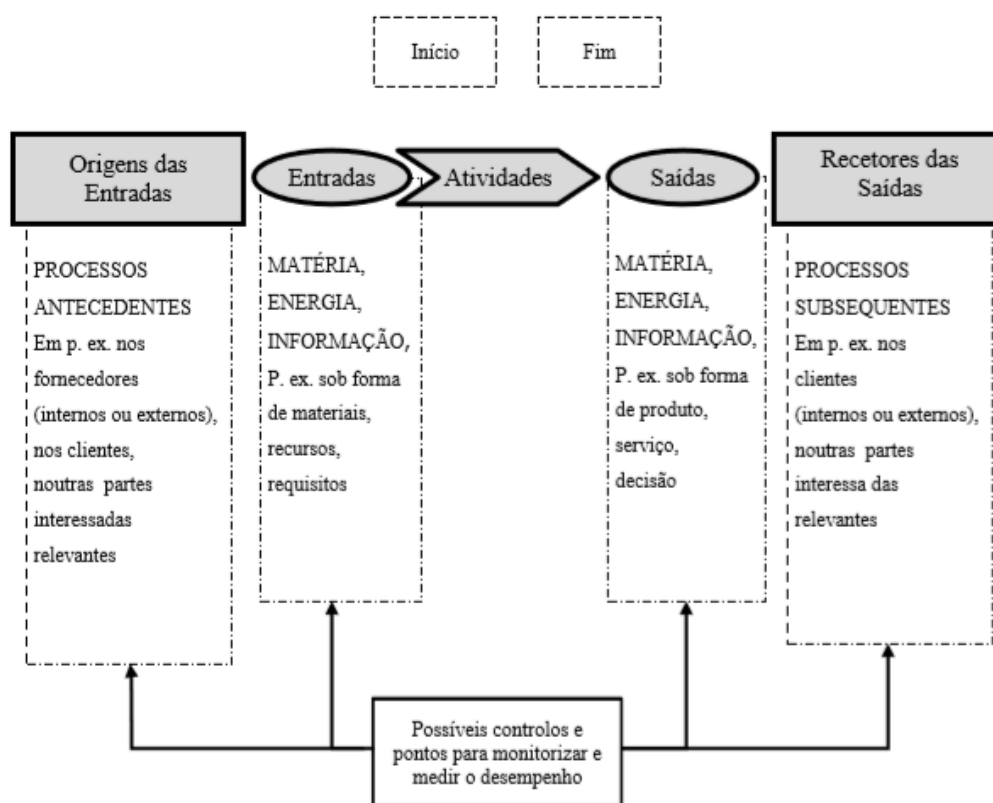 Início
Fim
Origens das
Entradas
Entradas
Atividades
Saídas
Recetores das
Saídas
PROCESSOS
ANTECEDENTES
Em p. ex. nos
fornecedores
(internos ou externos),
nos clientes,
noutras partes
interessadas
relevantes
MATÉRIA,
ENERGIA,
INFORMAÇÃO,
P. ex. sob forma
de materiais,
recursos,
requisitos
MATÉRIA,
ENERGIA,
INFORMAÇÃO,
P. ex. sob forma
de produto,
serviço,
decisão
PROCESSOS
SUBSEQUENTES
Em p. ex. nos
clientes
(internos ou externos),
noutras partes
interessa das
relevantes
Possíveis controlos e
pontos para monitorizar e
medir o desempenho